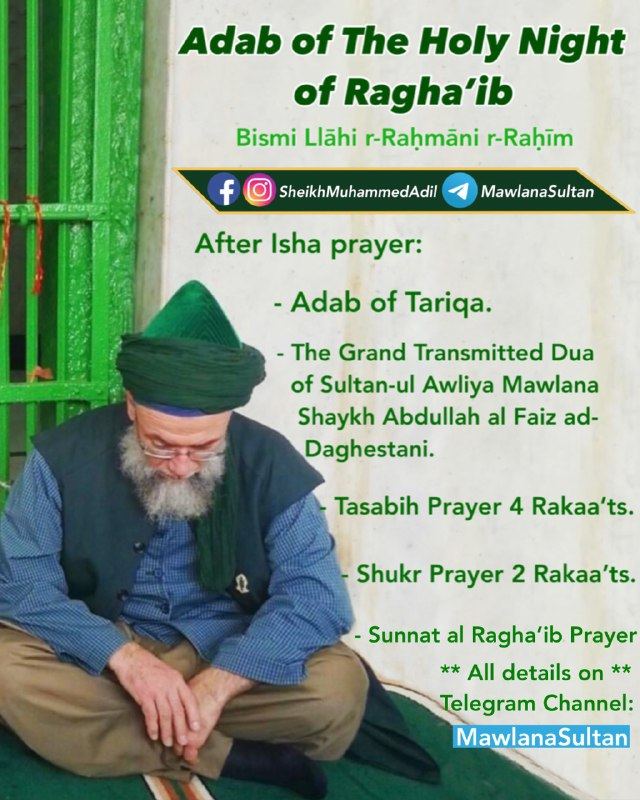 Adab of The Holy Night
of Ragha’ib
Bismi Llāhi r-Raḥmāni r-Raḥīm
SheikhMuhammedAdil MawlanaSultan
After Isha prayer:
- Adab of Tariqa.
- The Grand Transmitted Dua
of Sultan-ul Awliya Mawlana
Shaykh Abdullah al Faiz ad-
Daghestani.
- Tasabih Prayer 4 Rakaa’ts.
- Shukr Prayer 2 Rakaa’ts.
- Sunnat al Ragha’ib Prayer
** All details on **
Telegram Channel:
MawlanaSultan